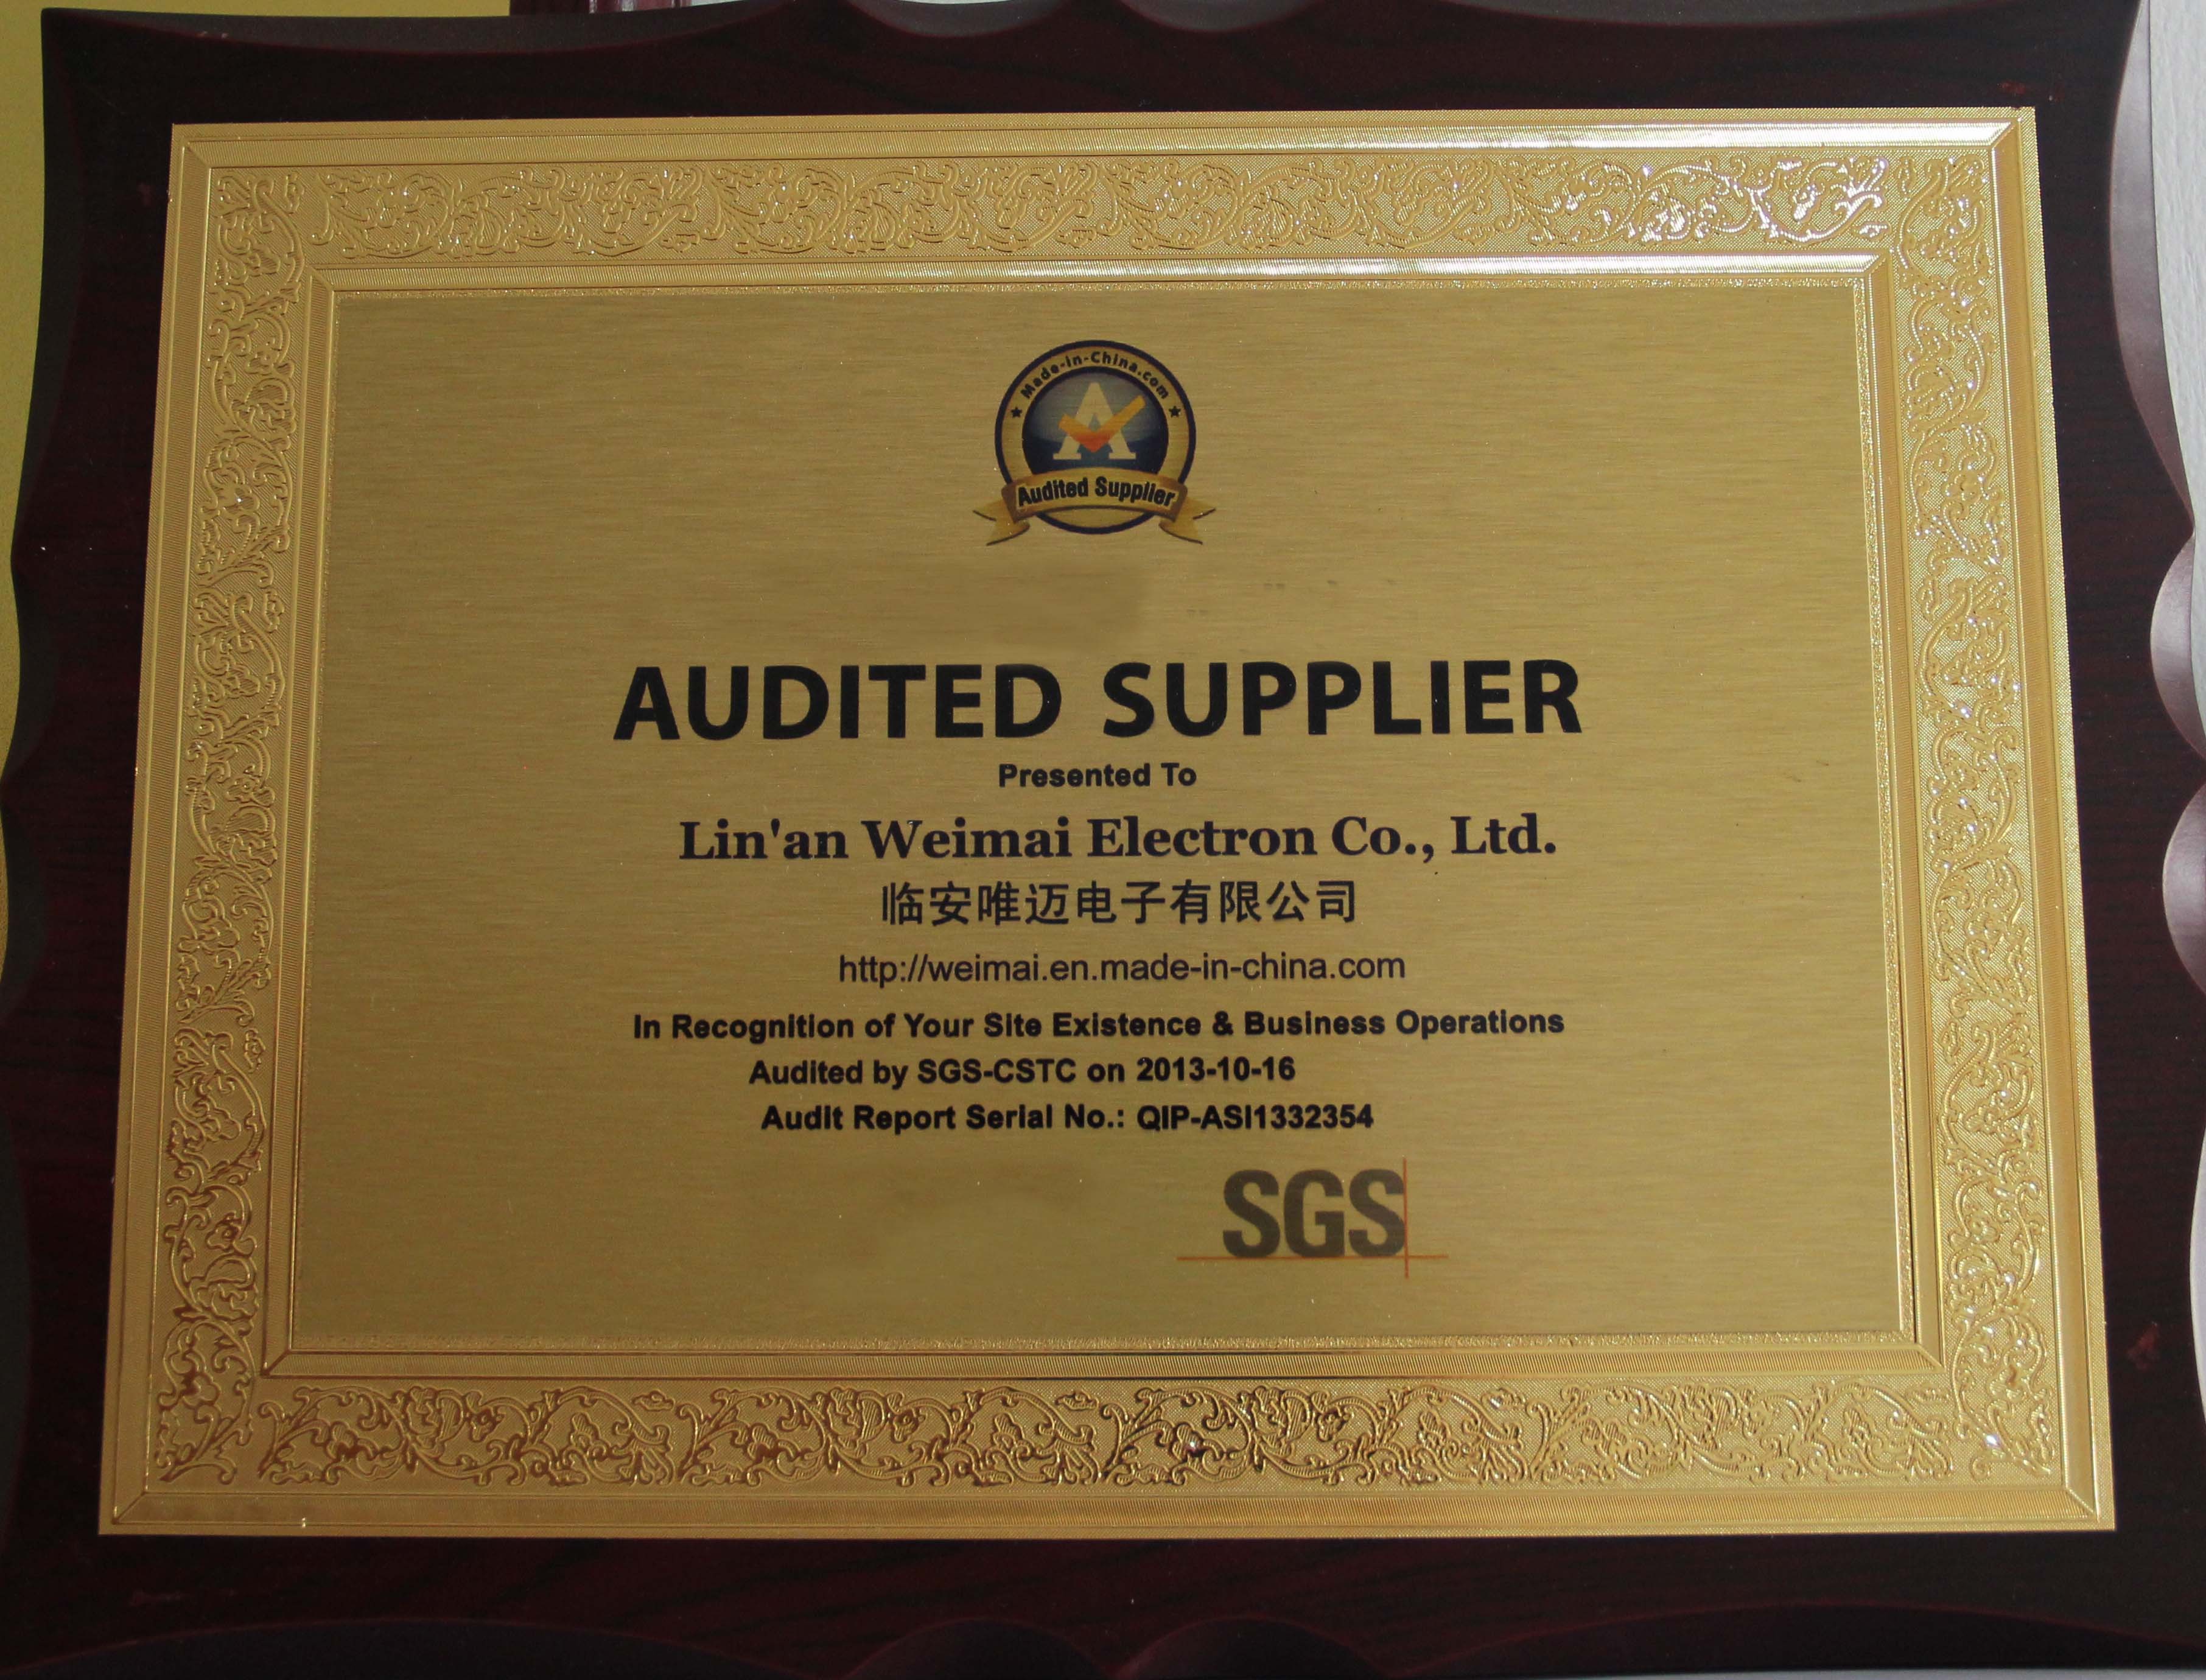 Made-in-China.com
Audited Supplier
AUDITED SUPPLIER
Presented To
Lin'an Weimai Electron Co., Ltd.
临安唯迈电子有限公司
http://weimai.en.made-in-china.com
In Recognition of Your Site Existence & Business Operations
Audited by SGS-CSTC on 2013-10-16
Audit Report Serial No.: QIP-ASI1332354
SGS